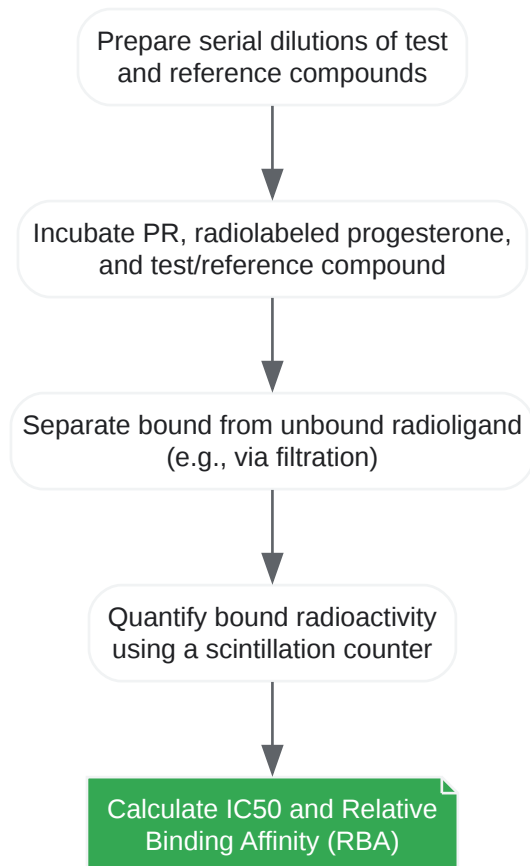 Prepare serial dilutions of test
and reference compounds
Incubate PR, radiolabeled progesterone,
and test/reference compound
Separate bound from unbound radioligand
(e.g., via filtration)
Quantify bound radioactivity
using a scintillation counter
Calculate IC50 and Relative
Binding Affinity (RBA)